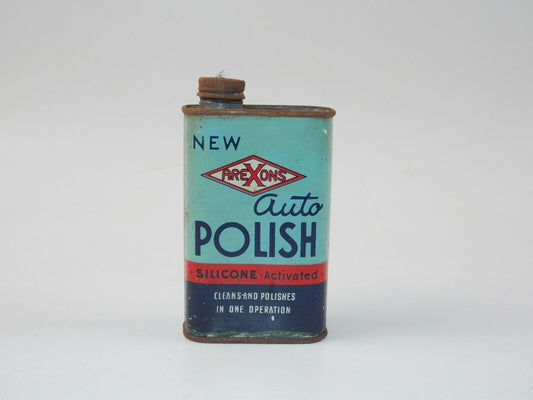 NEW
AREXONS
Auto
POLISH
SILICONE-Activated
CLEANS AND POLISHES
IN ONE OPERATION